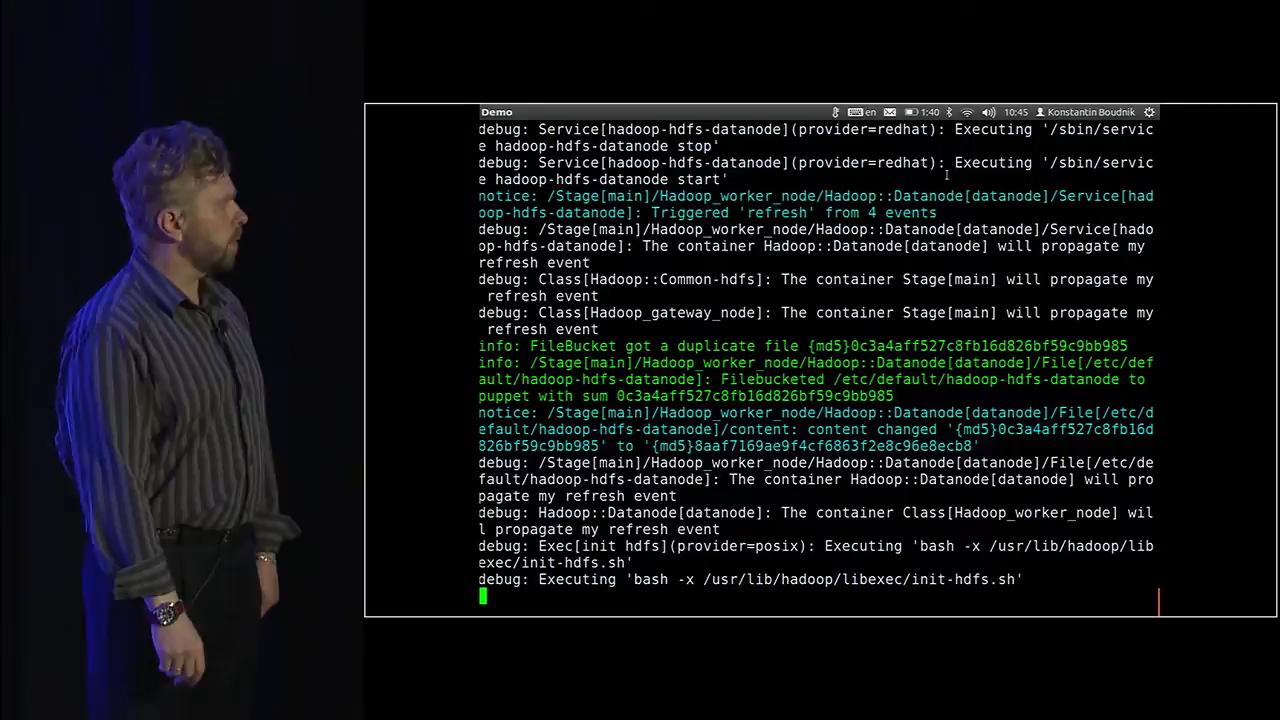 Demo en 1:40 10:45 Konstantin Boudnik
debug: Service[hadoop-hdfs-datanode](provider=redhat): Executing '/sbin/servic
e hadoop-hdfs-datanode stop'
debug: Service[hadoop-hdfs-datanode](provider=redhat): Executing '/sbin/servic
e hadoop-hdfs-datanode start'
notice: /Stage[main]/Hadoop_worker_node/Hadoop::Datanode[datanode]/Service[had
oop-hdfs-datanode]: Triggered 'refresh' from 4 events
debug: /Stage[main]/Hadoop_worker_node/Hadoop::Datanode[datanode]/Service[hado
op-hdfs-datanode]: The container Hadoop::Datanode[datanode] will propagate my
refresh event
debug: Class[Hadoop::Common-hdfs]: The container Stage[main] will propagate my
 refresh event
debug: Class[Hadoop_gateway_node]: The container Stage[main] will propagate my
 refresh event
info: FileBucket got a duplicate file {md5}0c3a4aff527c8fb16d826bf59c9bb985
info: /Stage[main]/Hadoop_worker_node/Hadoop::Datanode[datanode]/File[/etc/def
ault/hadoop-hdfs-datanode]: Filebucketed /etc/default/hadoop-hdfs-datanode to
puppet with sum 0c3a4aff527c8fb16d826bf59c9bb985
notice: /Stage[main]/Hadoop_worker_node/Hadoop::Datanode[datanode]/File[/etc/d
efault/hadoop-hdfs-datanode]/content: content changed '{md5}0c3a4aff527c8fb16d
826bf59c9bb985' to '{md5}8aaf7169ae9f4cf6863f2e8c96e8ecb8'
debug: /Stage[main]/Hadoop_worker_node/Hadoop::Datanode[datanode]/File[/etc/de
fault/hadoop-hdfs-datanode]: The container Hadoop::Datanode[datanode] will pro
pagate my refresh event
debug: Hadoop::Datanode[datanode]: The container Class[Hadoop_worker_node] wil
l propagate my refresh event
debug: Exec[init hdfs](provider=posix): Executing 'bash -x /usr/lib/hadoop/lib
exec/init-hdfs.sh'
debug: Executing 'bash -x /usr/lib/hadoop/libexec/init-hdfs.sh'